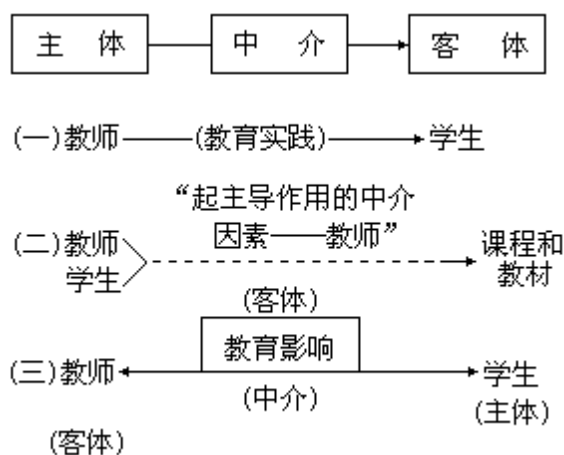 主 体 中 介 客 体
(一)教师——(教育实践)——→学生
“起主导作用的中介
因素——教师”
(二)教师
学生
课程和
教材
(客体)
教育影响
(三)教师
学生
(中介)
(主体)
(客体)